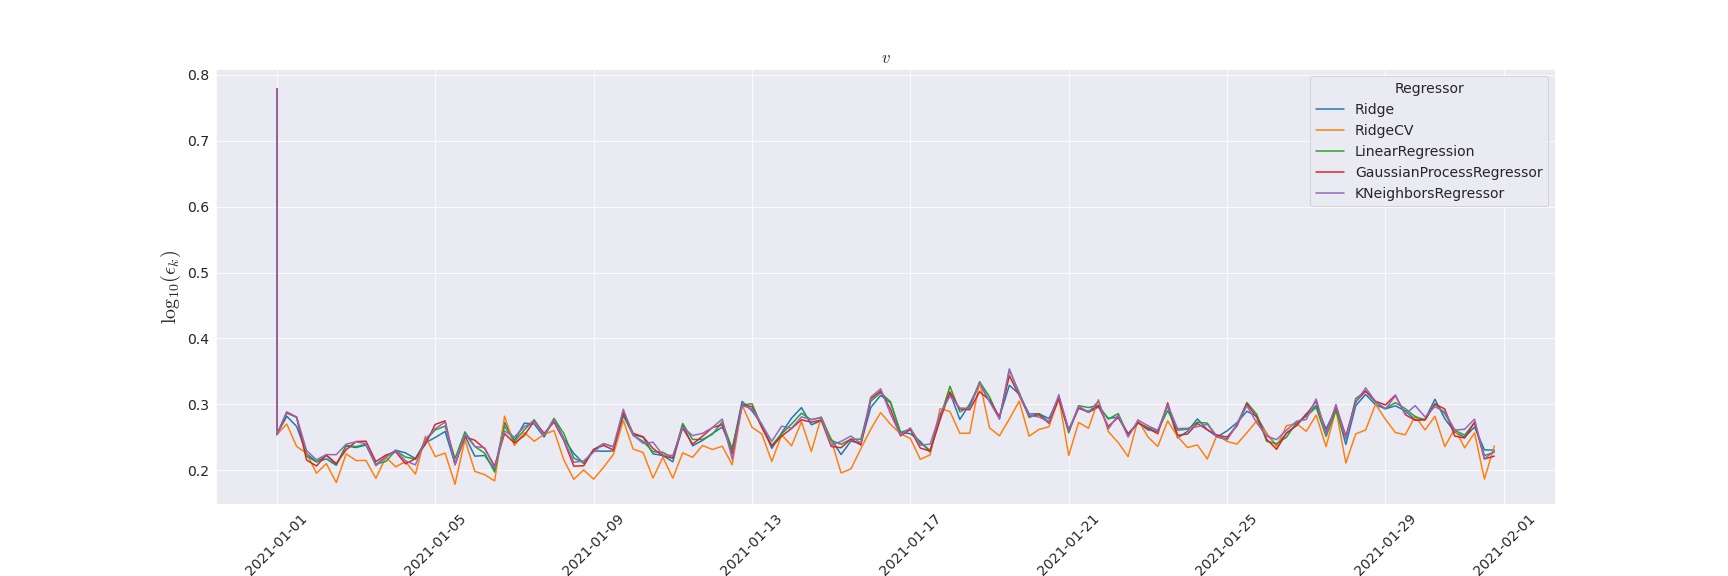 v
0.8
0.7
0.6
0.5
0.4
0.3
0.2
log10(ϵk)
Regressor
Ridge
RidgeCV
LinearRegression
GaussianProcessRegressor
KNeighborsRegressor
2021-01-01
2021-01-05
2021-01-09
2021-01-13
2021-01-17
2021-01-21
2021-01-25
2021-01-29
2021-02-01